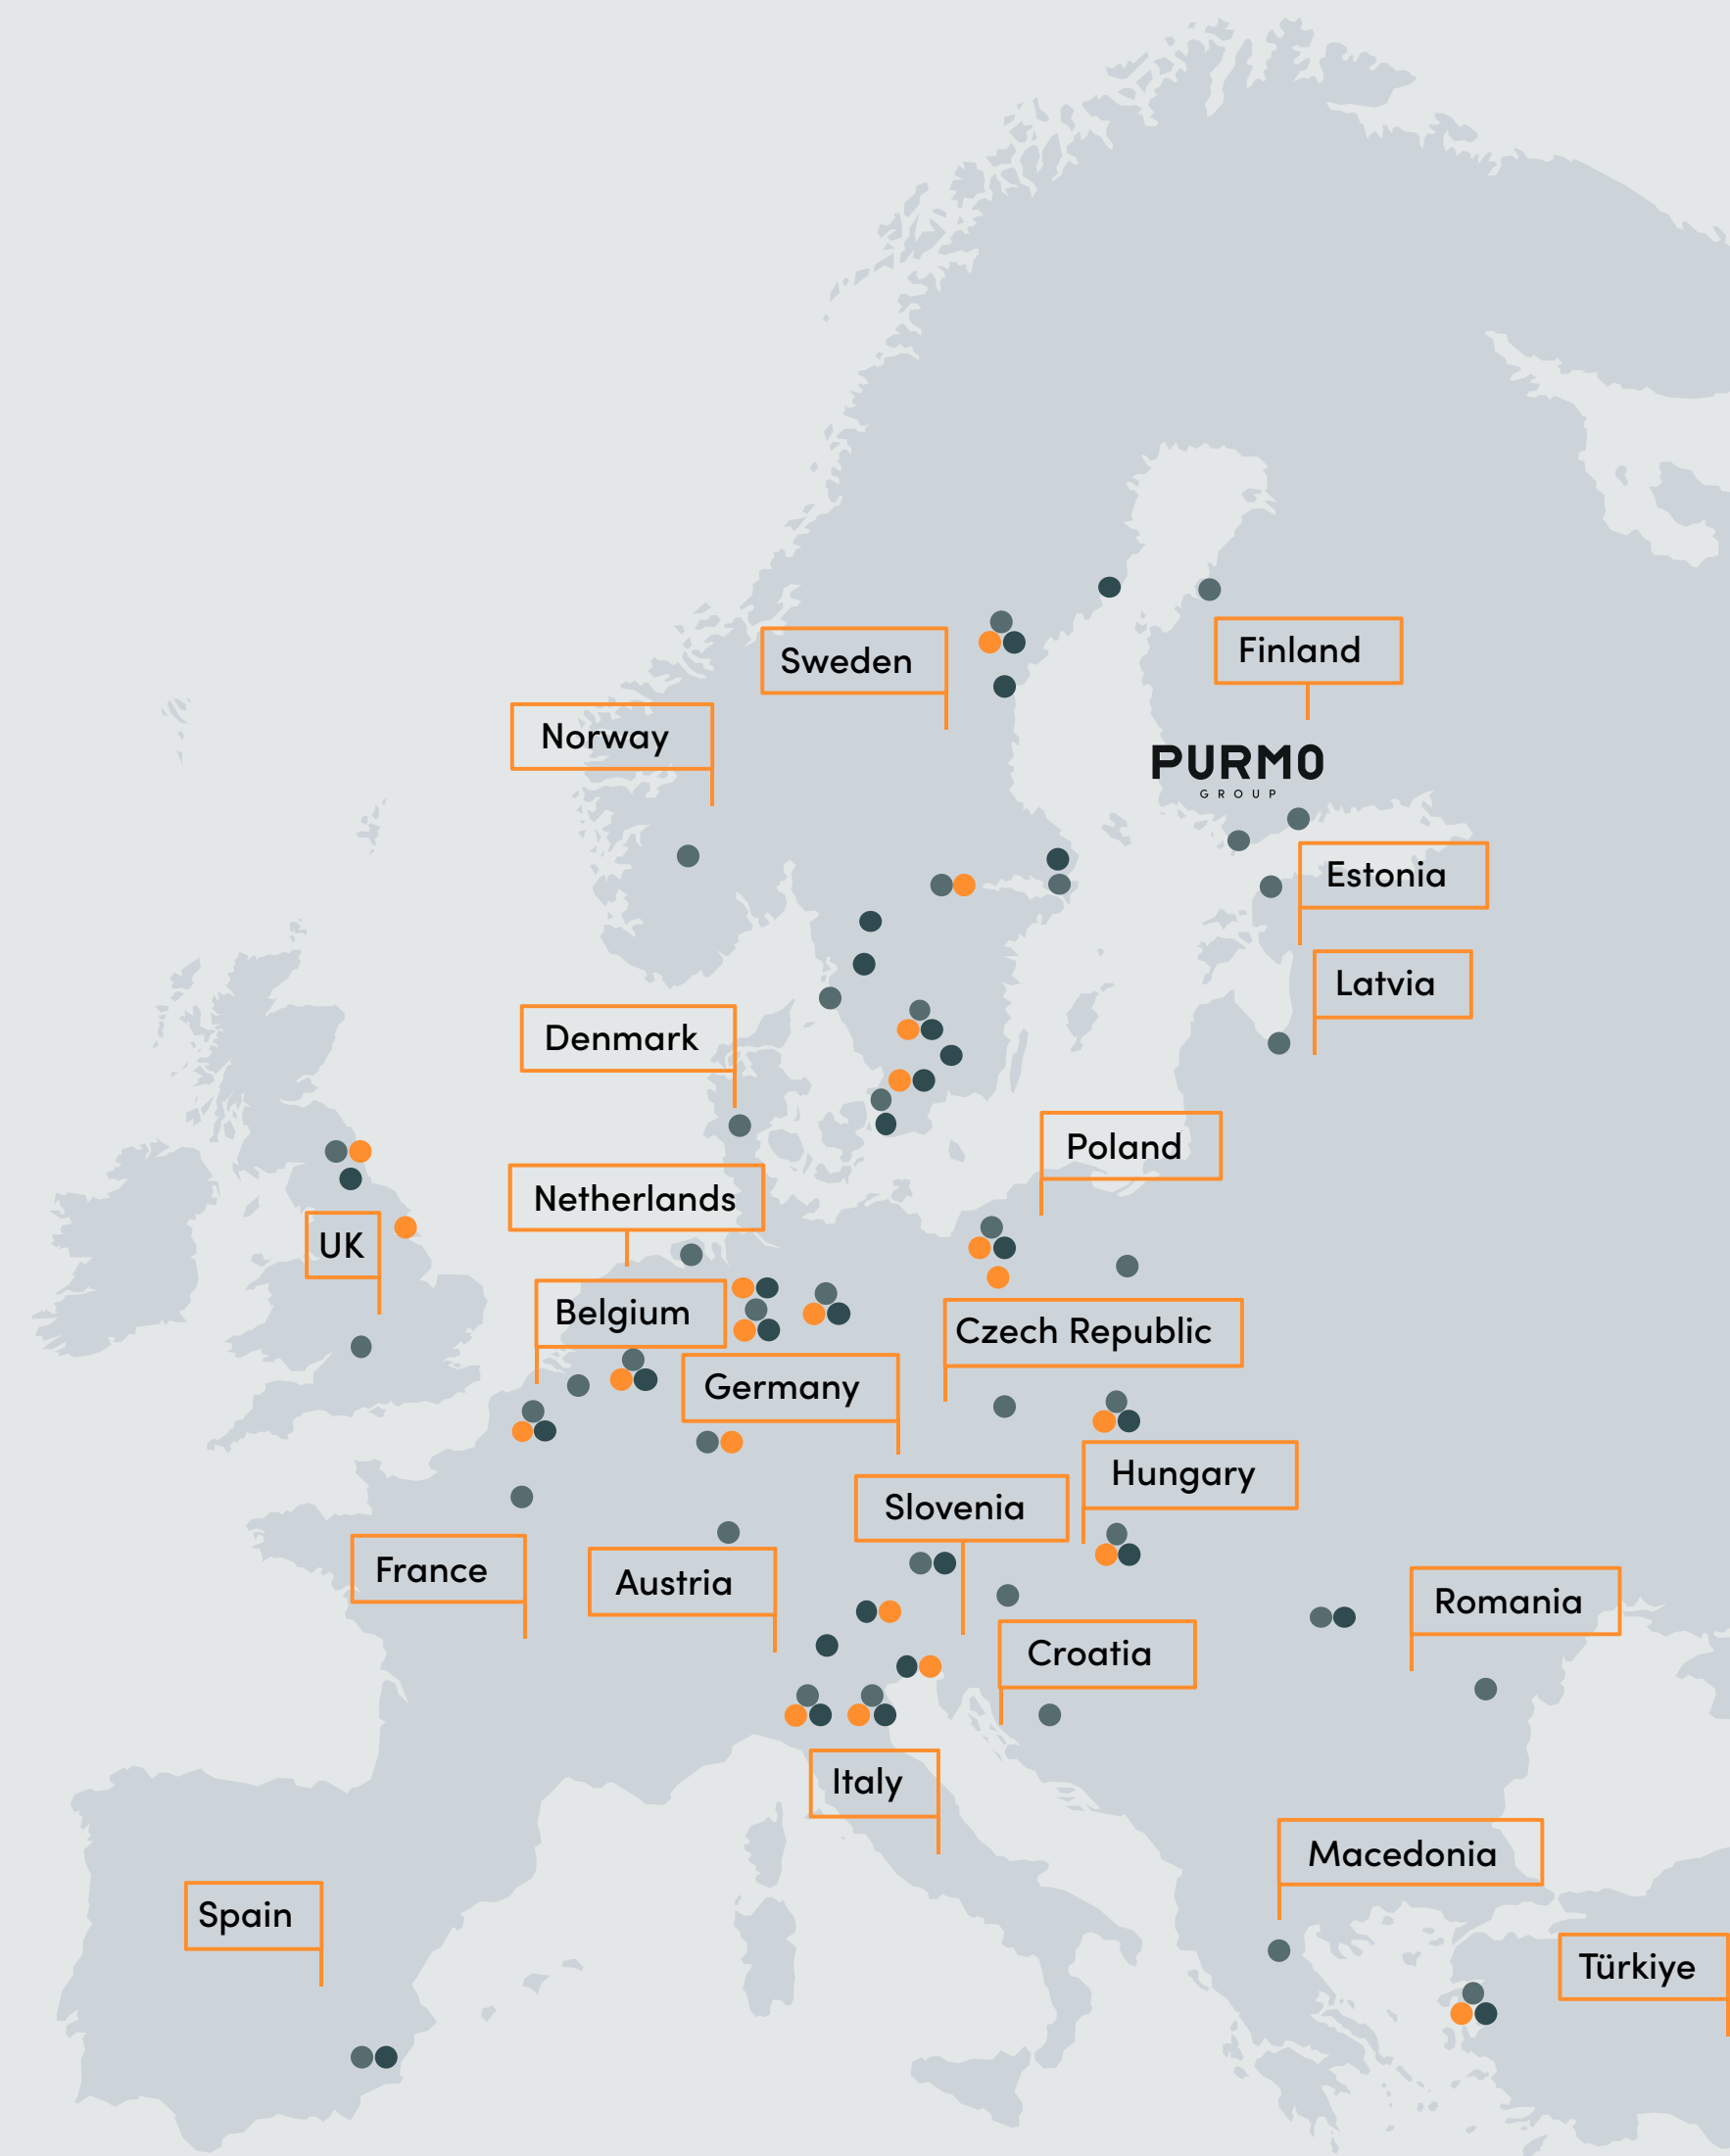 Finland
Sweden
Norway
PURMO
GROUP
Estonia
Latvia
Denmark
Poland
Netherlands
UK
Belgium
Czech Republic
Germany
Hungary
Slovenia
France
Austria
Romania
Croatia
Italy
Macedonia
Spain
Türkiye